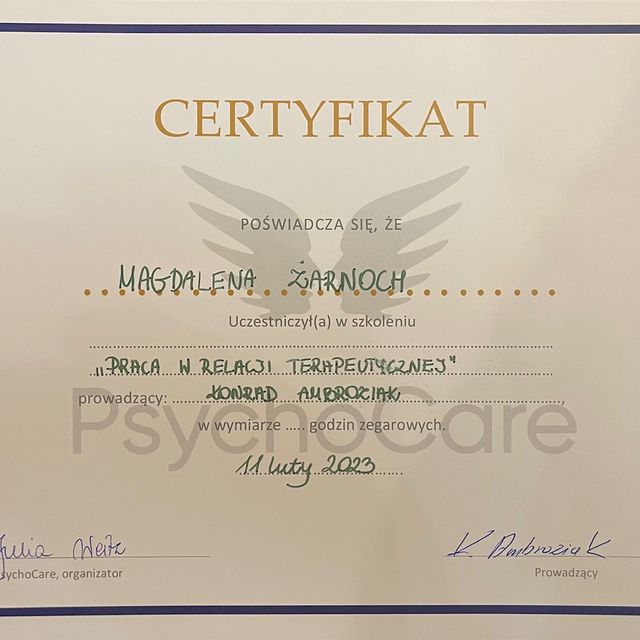 CERTYFIKAT
POŚWIADCZA SIĘ, ŻE
MAGDALENA ŻARNOCH
Uczestniczył(a) w szkoleniu
„PRACA W RELACJI TERAPEUTYCZNEJ"
prowadzący: KONRAD AMBROZIAK,
PsychoCare
w wymiarze ..... godzin zegarowych.
11 luty 2023
Julia Weitz K. Ambroziak
sychoCare, organizator Prowadzący